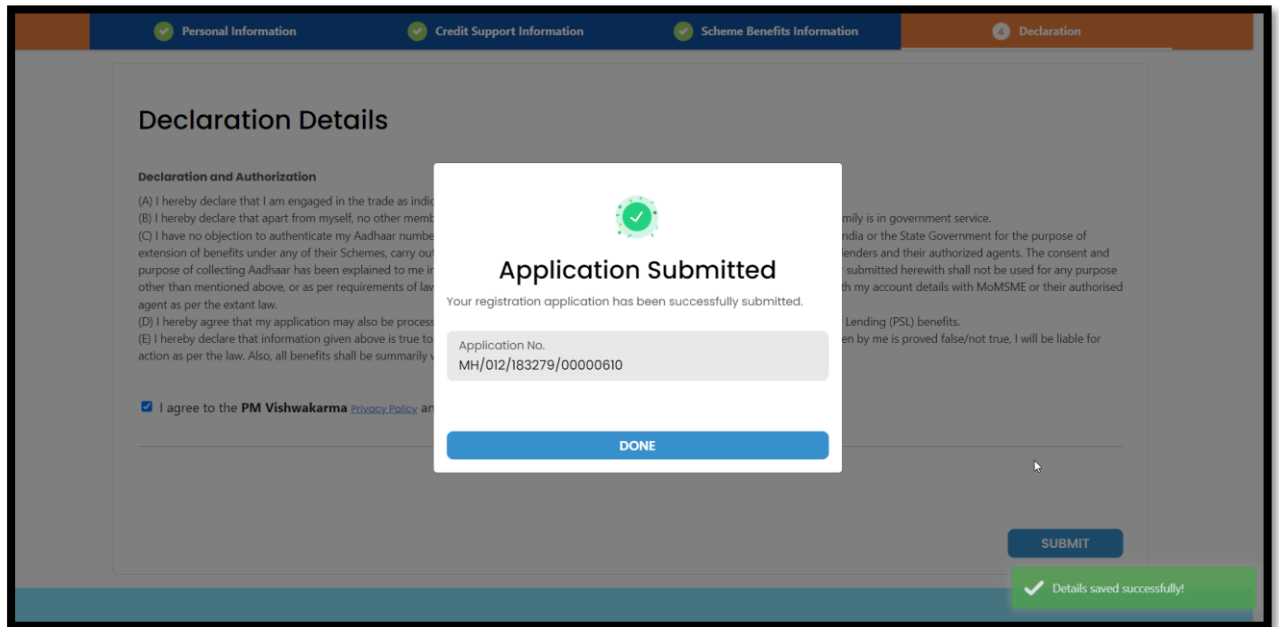 Personal Information
Credit Support Information
Scheme Benefits Information
4 Declaration
Declaration Details
Declaration and Authorization
(A) I hereby declare that I am engaged in the trade as
(B) I hereby declare that apart from myself, no other
mily is in government service.
(C) I have no objection to authenticate my Aadhaar
ndia or the State Government for the purpose of
extension of benefits under any of their Schemes, carry
lenders and their authorized agents. The consent and
purpose of collecting Aadhaar has been explained to me
submitted herewith shall not be used for any purpose
other than mentioned above, or as per requirements of
th my account details with MoMSME or their authorised
agent as per the extant law.
(D) I hereby agree that my application may also be
Lending (PSL) benefits.
(E) I hereby declare that information given above is true to
en by me is proved false/not true, I will be liable for
action as per the law. Also, all benefits shall be summarily
I agree to the PM Vishwakarma Privacy Policy an
Application Submitted
Your registration application has been successfully submitted.
Application No.
MH/012/183279/00000610
DONE
SUBMIT
Details saved successfully!